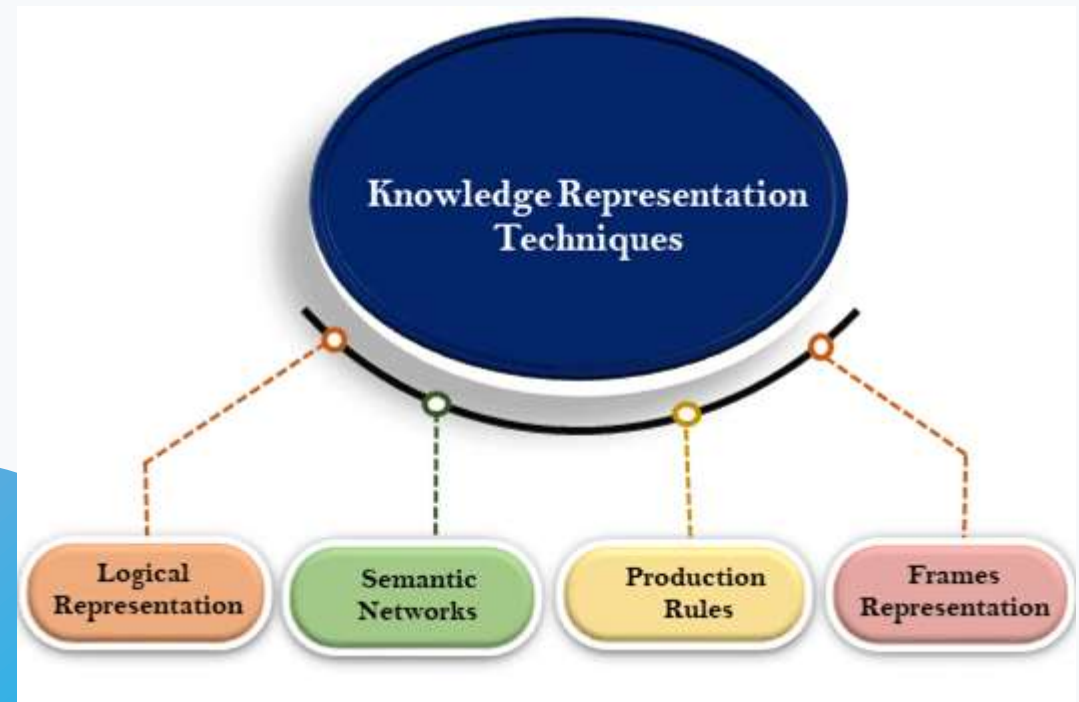 Knowledge Representation
Techniques
Logical
Representation
Semantic
Networks
Production
Rules
Frames
Representation